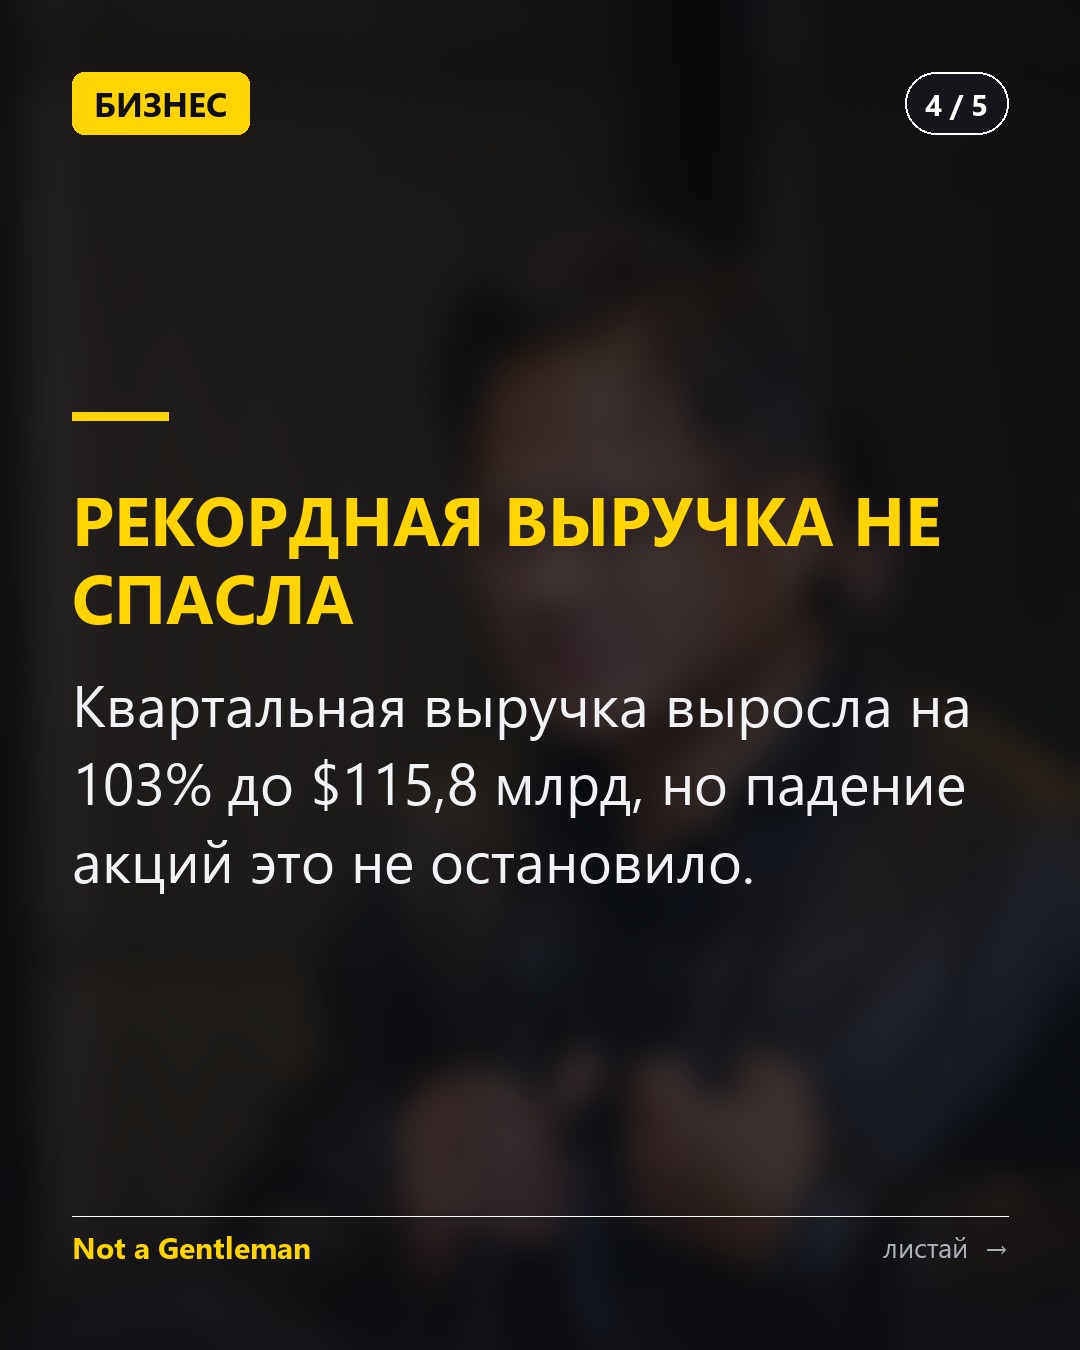 БИЗНЕС
4 / 5
РЕКОРДНАЯ ВЫРУЧКА НЕ
СПАСЛА
Квартальная выручка выросла на
103% до $115,8 млрд, но падение
акций это не остановило.
Not a Gentleman
листай →